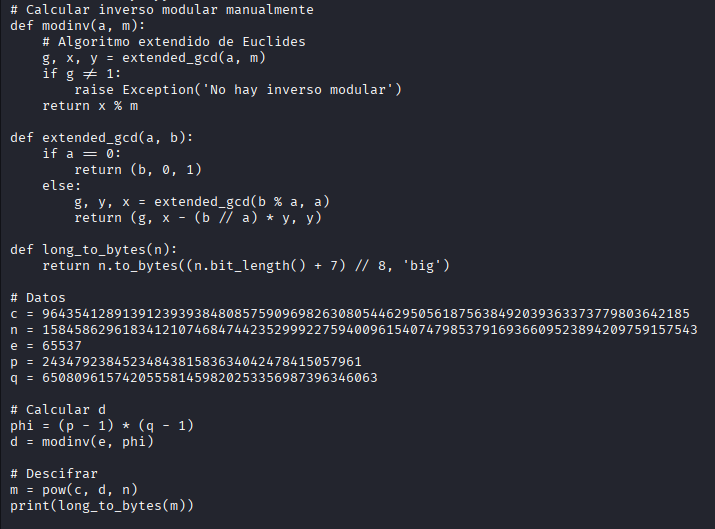 # Calcular inverso modular manualmente
def modinv(a, m):
    # Algoritmo extendido de Euclides
    g, x, y = extended_gcd(a, m)
    if g ≠ 1:
        raise Exception('No hay inverso modular')
    return x % m
def extended_gcd(a, b):
    if a == 0:
        return (b, 0, 1)
    else:
        g, y, x = extended_gcd(b % a, a)
        return (g, x - (b // a) * y, y)
def long_to_bytes(n):
    return n.to_bytes((n.bit_length() + 7) // 8, 'big')
# Datos
c = 964354128913912393938480857590969826308054462950561875638492039363373779803642185
n = 1584586296183412107468474423529992275940096154074798537916936609523894209759157543
e = 65537
p = 2434792384523484381583634042478415057961
q = 650809615742055581459820253356987396346063
# Calcular d
phi = (p - 1) * (q - 1)
d = modinv(e, phi)
# Descifrar
m = pow(c, d, n)
print(long_to_bytes(m))